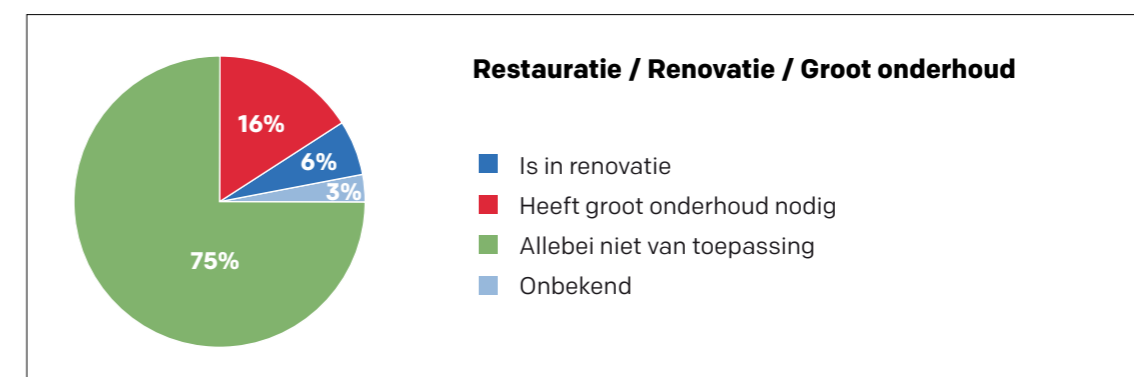 Restauratie / Renovatie / Groot onderhoud
16%
6%
3%
75%
Is in renovatie
Heeft groot onderhoud nodig
Allebei niet van toepassing
Onbekend